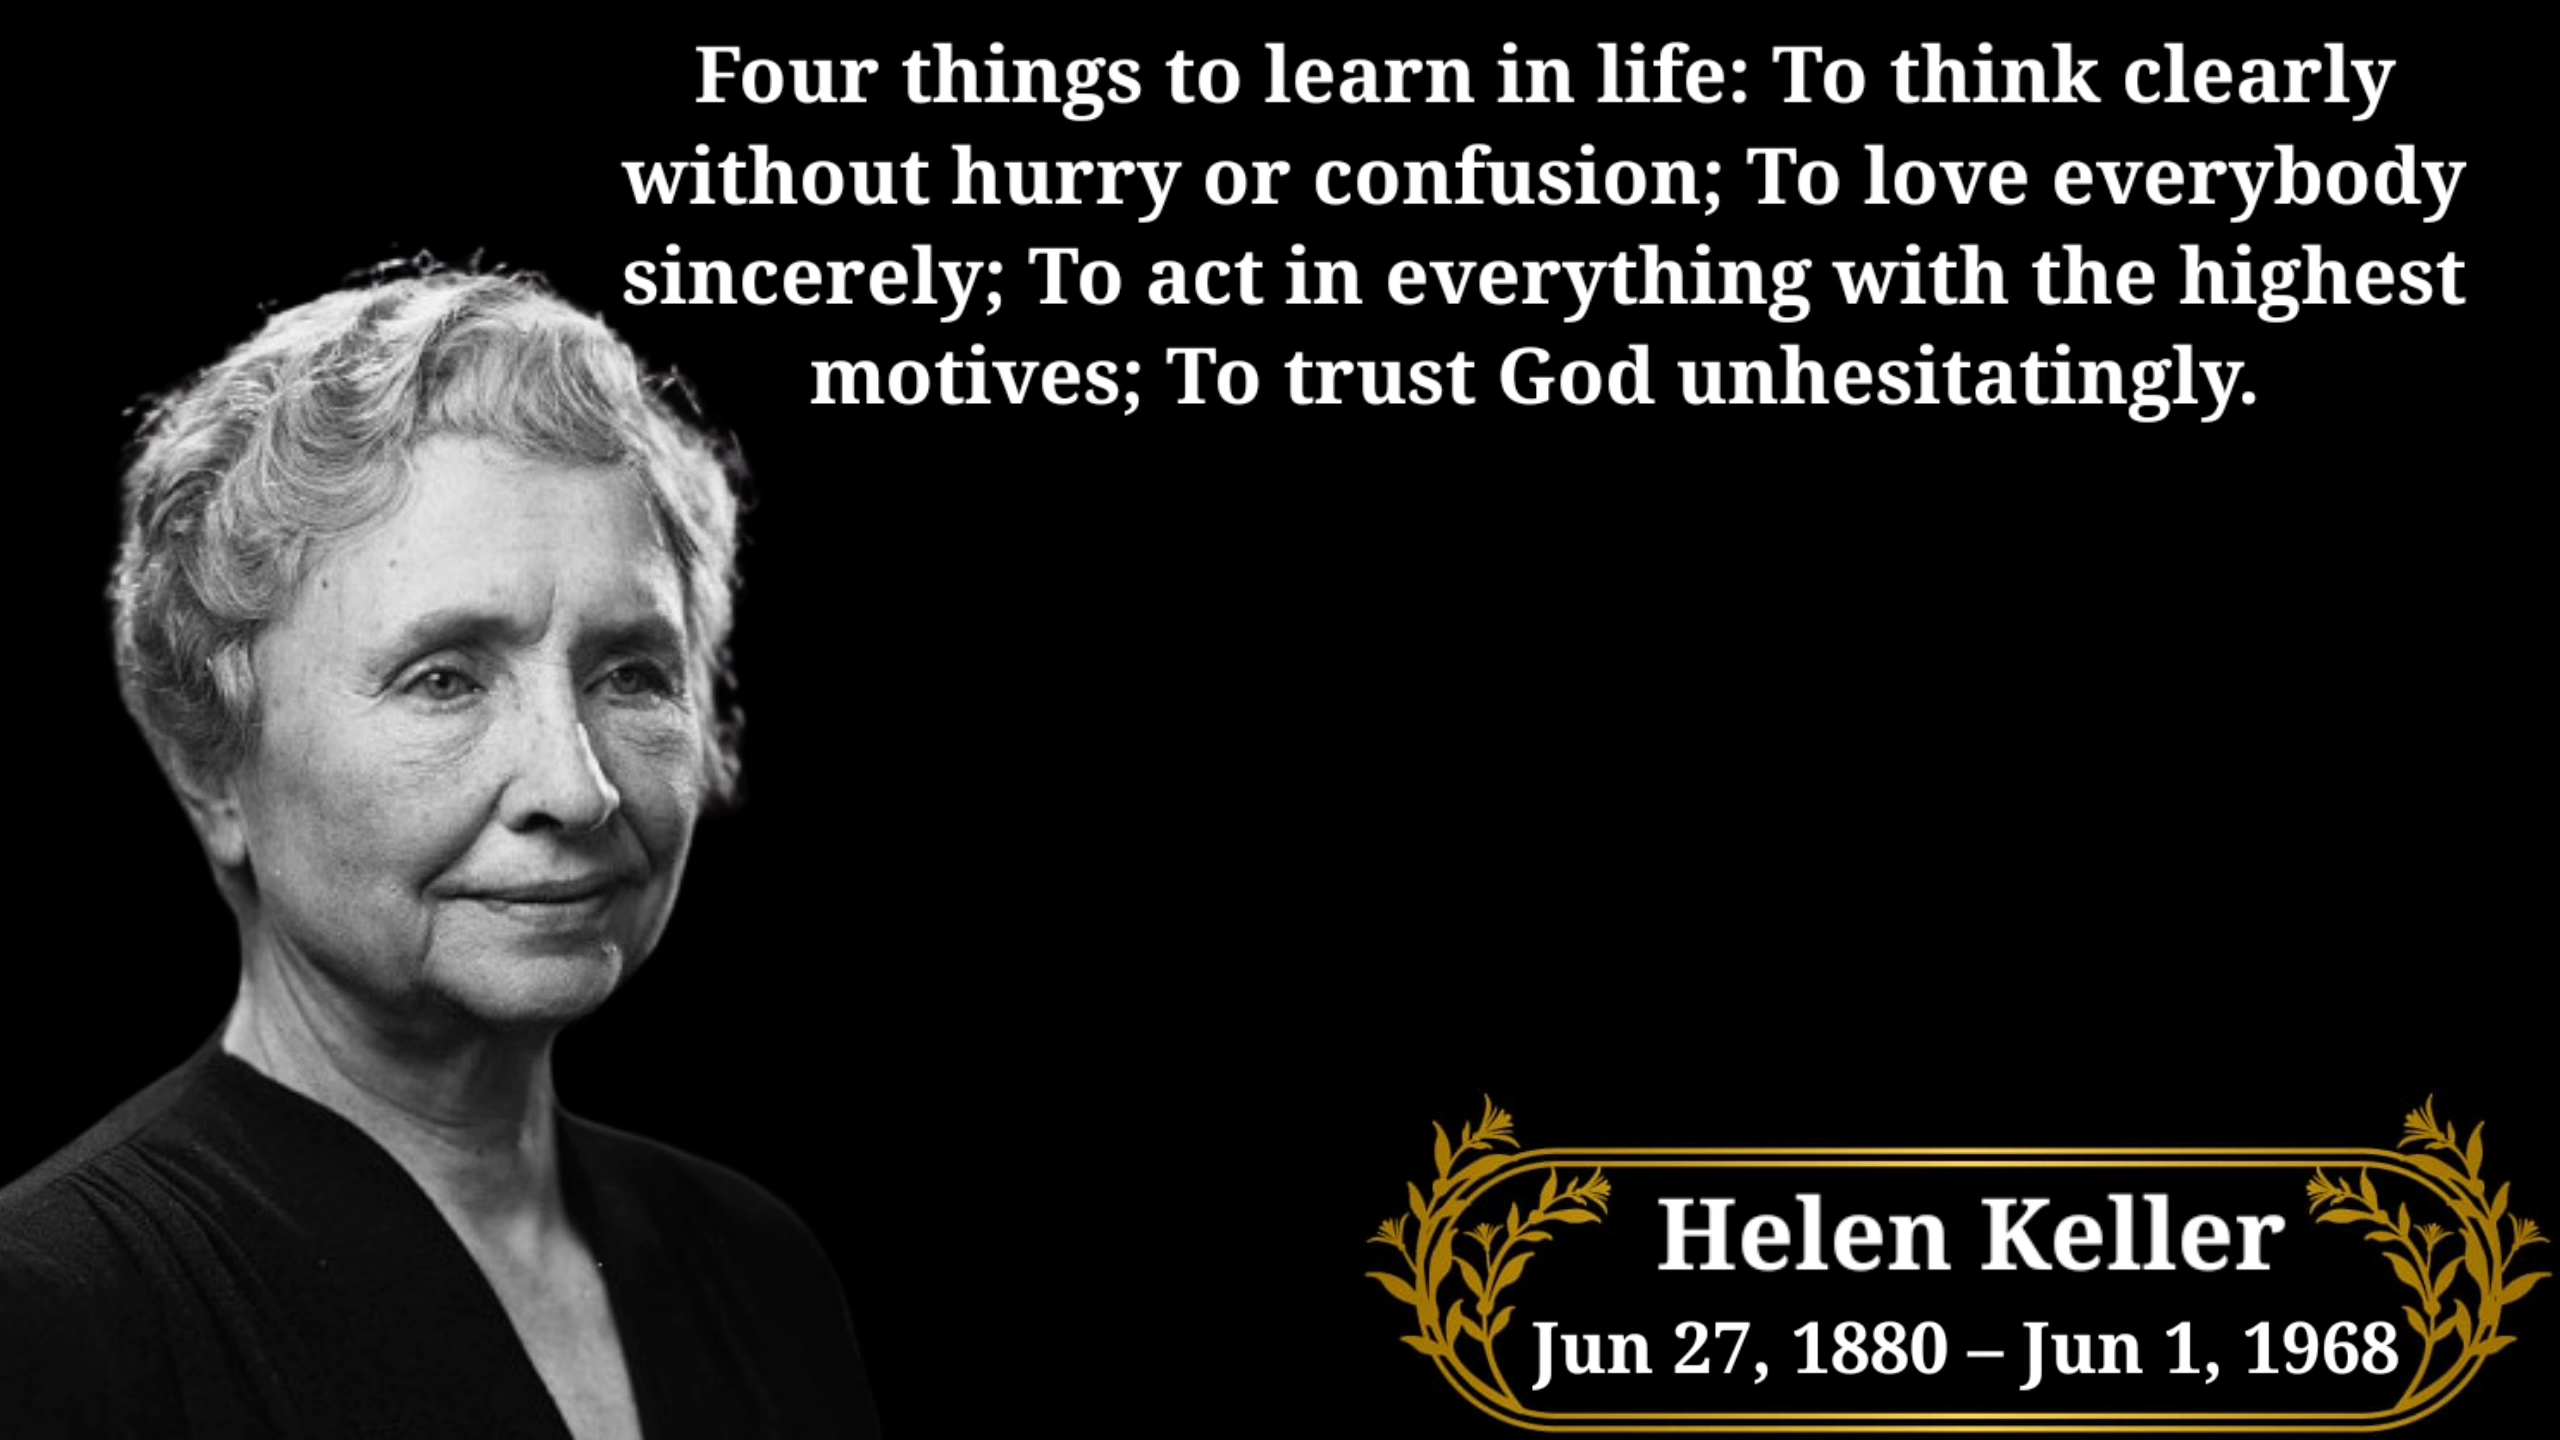 Four things to learn in life: To think clearly
without hurry or confusion; To love everybody
sincerely; To act in everything with the highest
motives; To trust God unhesitatingly.
Helen Keller
Jun 27, 1880 – Jun 1, 1968